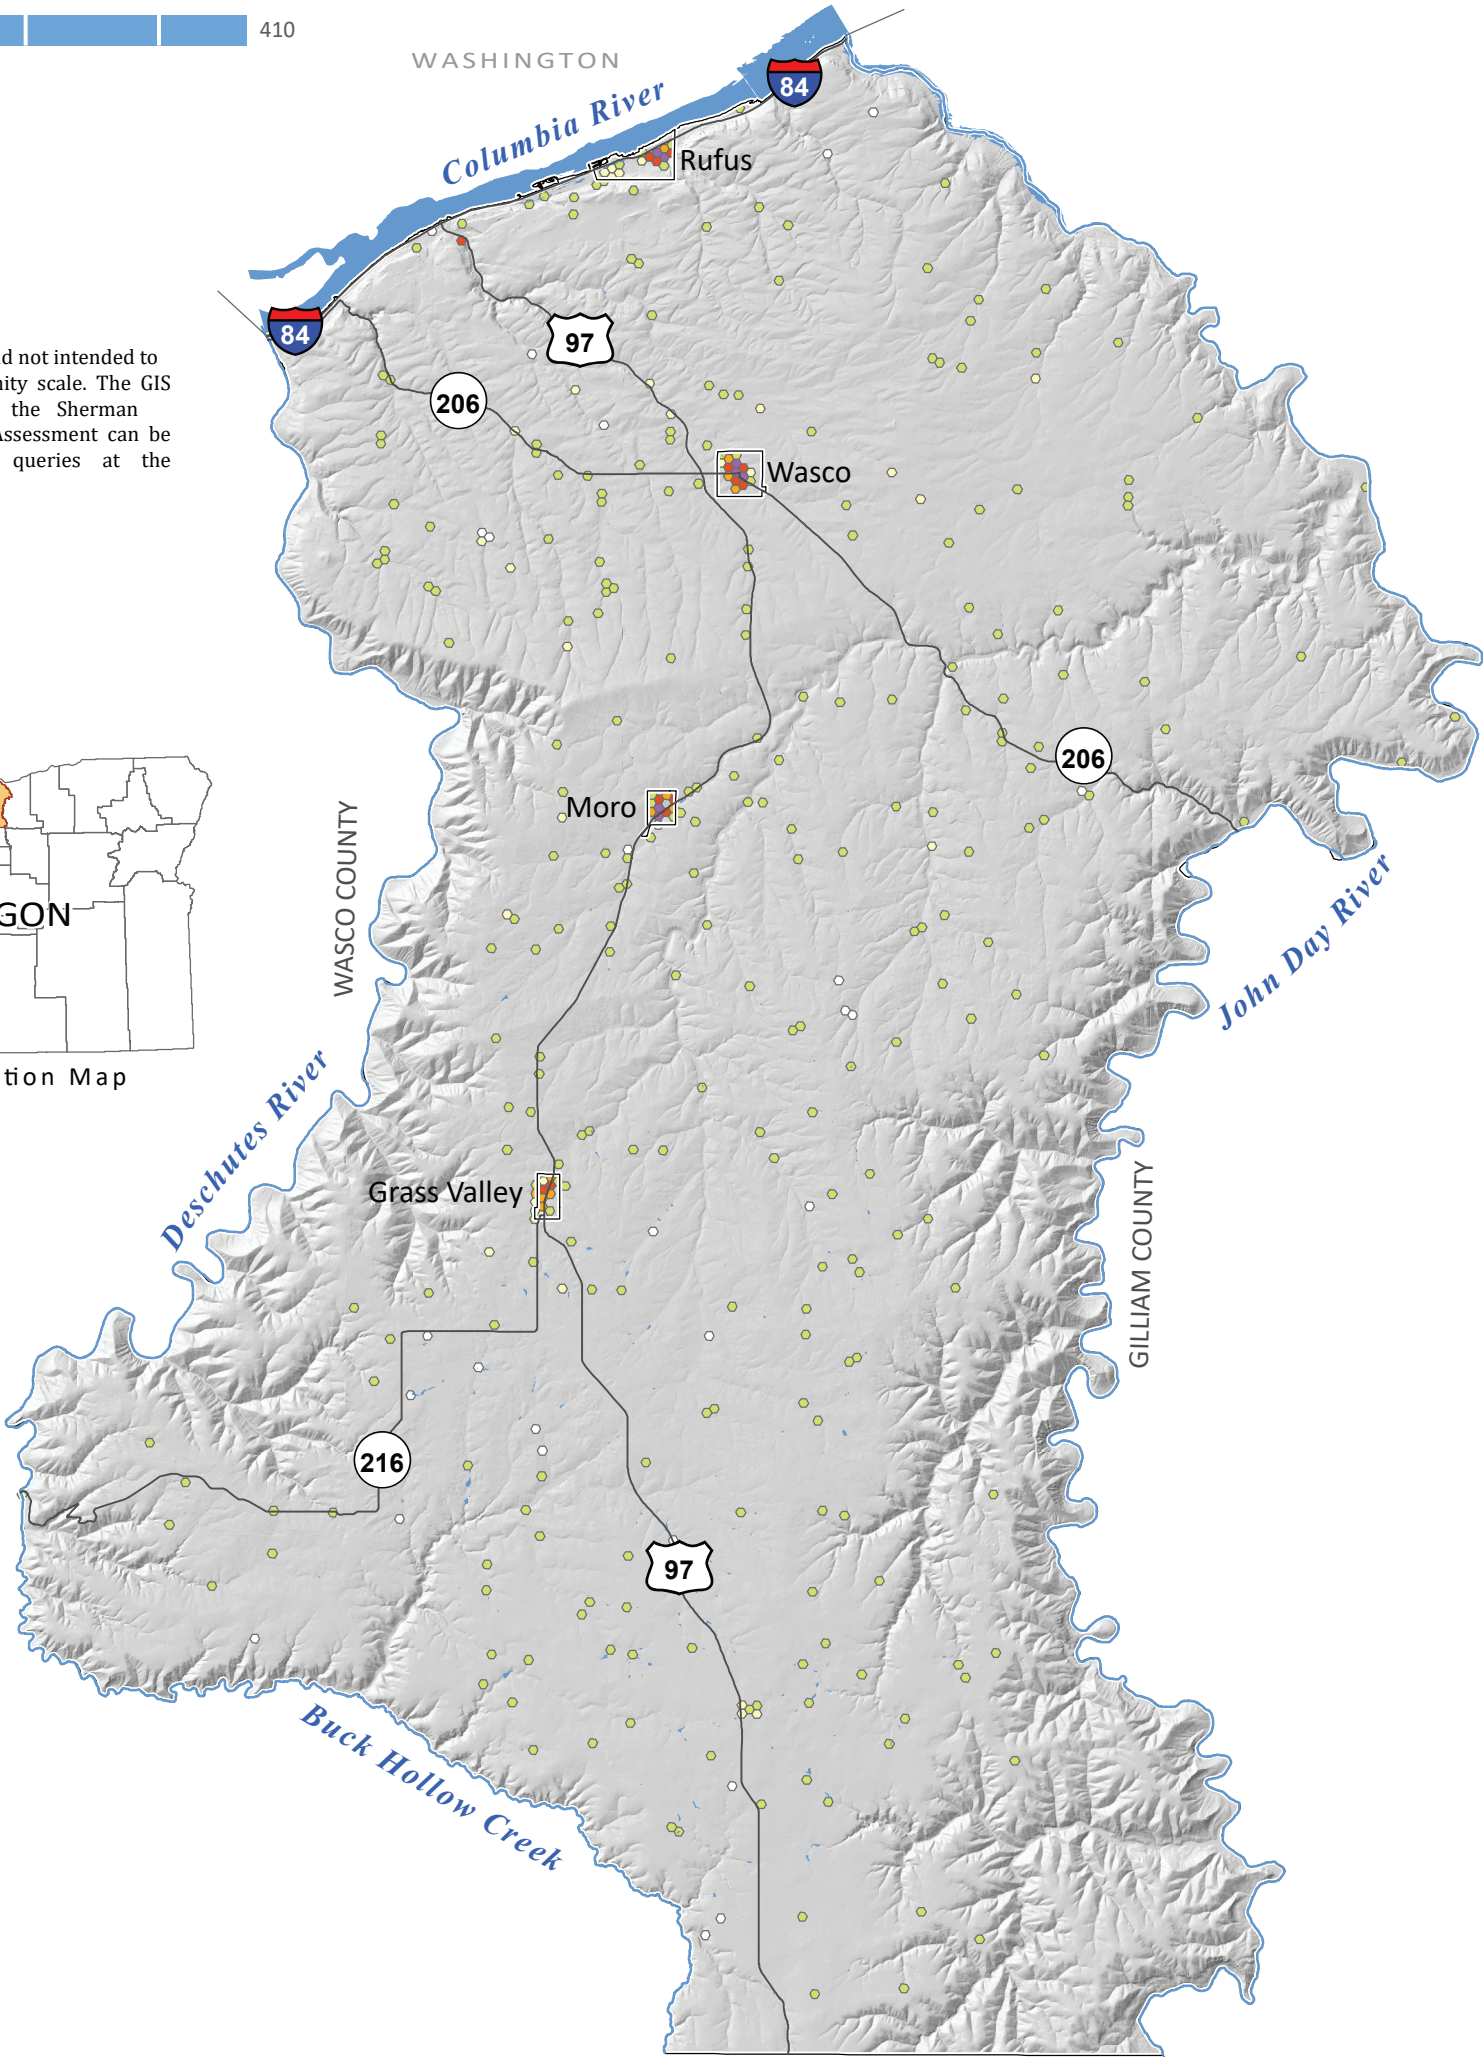 410
WASHINGTON
84
Columbia River
Rufus
84
97
d not intended to
nity scale. The GIS
the Sherman
Assessment can be
queries at the
206
Wasco
206
Moro
WASCO COUNTY
GON
John Day River
tion Map
Deschutes River
Grass Valley
GILLIAM COUNTY
216
97
Buck Hollow Creek